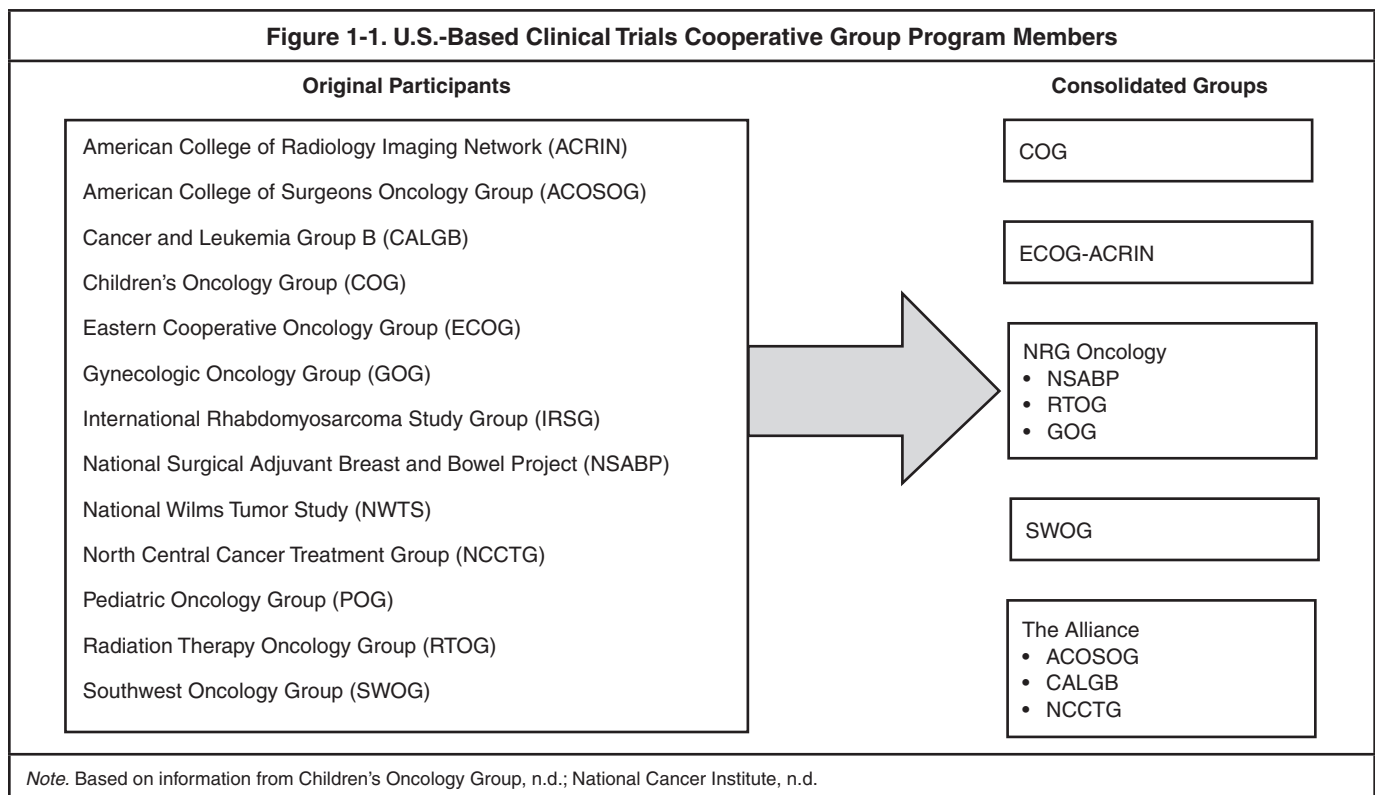 Figure 1-1. U.S.-Based Clinical Trials Cooperative Group Program Members
Original Participants
American College of Radiology Imaging Network (ACRIN)
American College of Surgeons Oncology Group (ACOSOG)
Cancer and Leukemia Group B (CALGB)
Children’s Oncology Group (COG)
Eastern Cooperative Oncology Group (ECOG)
Gynecologic Oncology Group (GOG)
International Rhabdomyosarcoma Study Group (IRSG)
National Surgical Adjuvant Breast and Bowel Project (NSABP)
National Wilms Tumor Study (NWTS)
North Central Cancer Treatment Group (NCCTG)
Pediatric Oncology Group (POG)
Radiation Therapy Oncology Group (RTOG)
Southwest Oncology Group (SWOG)
Consolidated Groups
COG
ECOG-ACRIN
NRG Oncology
• NSABP
• RTOG
• GOG
SWOG
The Alliance
• ACOSOG
• CALGB
• NCCTG
Note. Based on information from Children’s Oncology Group, n.d.; National Cancer Institute, n.d.